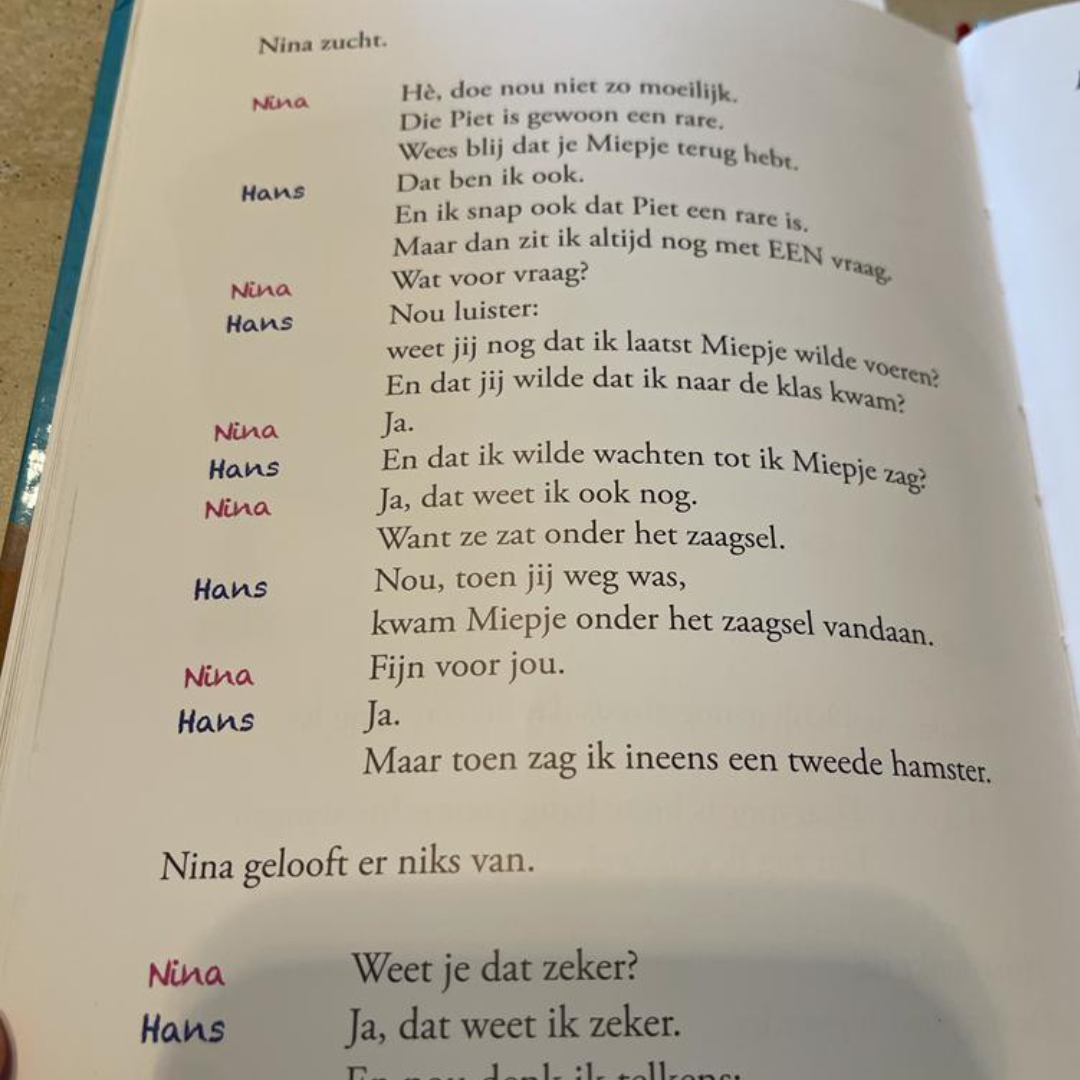 Nina zucht.
Nina Hè, doe nou niet zo moeilijk.
Die Piet is gewoon een rare.
Wees blij dat je Miepje terug hebt.
Hans Dat ben ik ook.
En ik snap ook dat Piet een rare is.
Maar dan zit ik altijd nog met EEN vraag.
Nina Wat voor vraag?
Hans Nou luister:
weet jij nog dat ik laatst Miepje wilde voeren?
En dat jij wilde dat ik naar de klas kwam?
Nina Ja.
Hans En dat ik wilde wachten tot ik Miepje zag?
Nina Ja, dat weet ik ook nog.
Want ze zat onder het zaagsel.
Hans Nou, toen jij weg was,
kwam Miepje onder het zaagsel vandaan.
Nina Fijn voor jou.
Hans Ja.
Maar toen zag ik ineens een tweede hamster.
Nina gelooft er niks van.
Nina Weet je dat zeker?
Hans Ja, dat weet ik zeker.
En nou denk ik telkens: